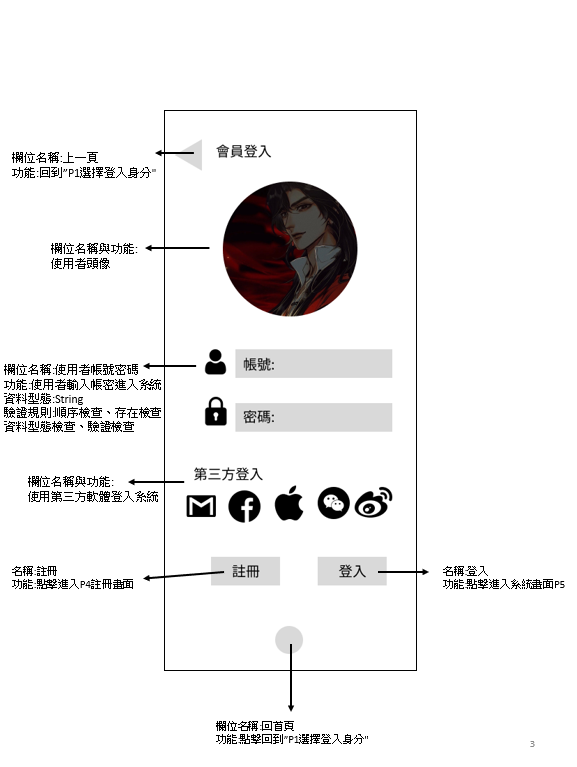 會員登入
欄位名稱:上一頁
功能:回到"P1選擇登入身分"
欄位名稱與功能:
使用者頭像
帳號:
密碼:
欄位名稱:使用者帳號密碼
功能:使用者輸入帳密進入系統
資料型態:String
驗證規則:順序檢查、存在檢查
資料型態檢查、驗證檢查
第三方登入
欄位名稱與功能:
使用第三方軟體登入系統
註冊
登入
名稱:註冊
功能:點擊進入P4註冊畫面
名稱:登入
功能:點擊進入系統畫面P5
欄位名稱:回首頁
功能:點擊回到"P1選擇登入身分"
3